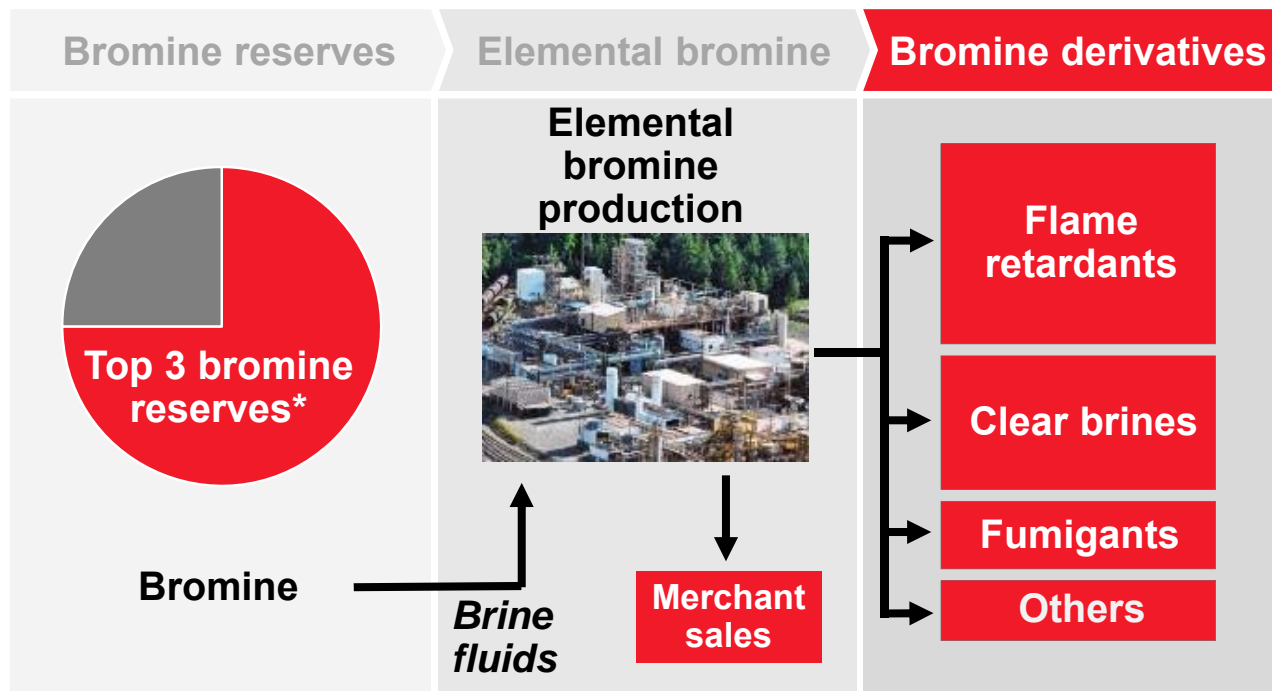 Bromine reserves
Elemental bromine
Bromine derivatives
Top 3 bromine
reserves*
Bromine
Elemental
bromine
production
Brine
fluids
Merchant
sales
Flame
retardants
Clear brines
Fumigants
Others